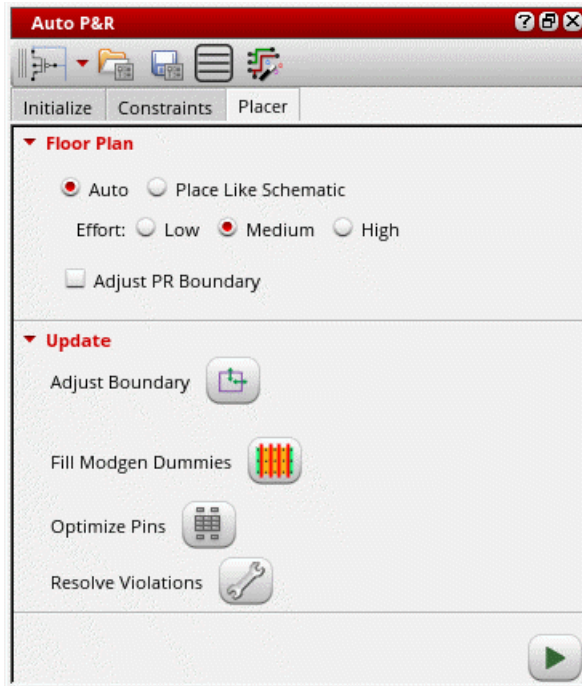 Auto P&R
Initialize Constraints Placer
Floor Plan
Auto Place Like Schematic
Effort: Low Medium High
Adjust PR Boundary
Update
Adjust Boundary
Fill Modgen Dummies
Optimize Pins
Resolve Violations